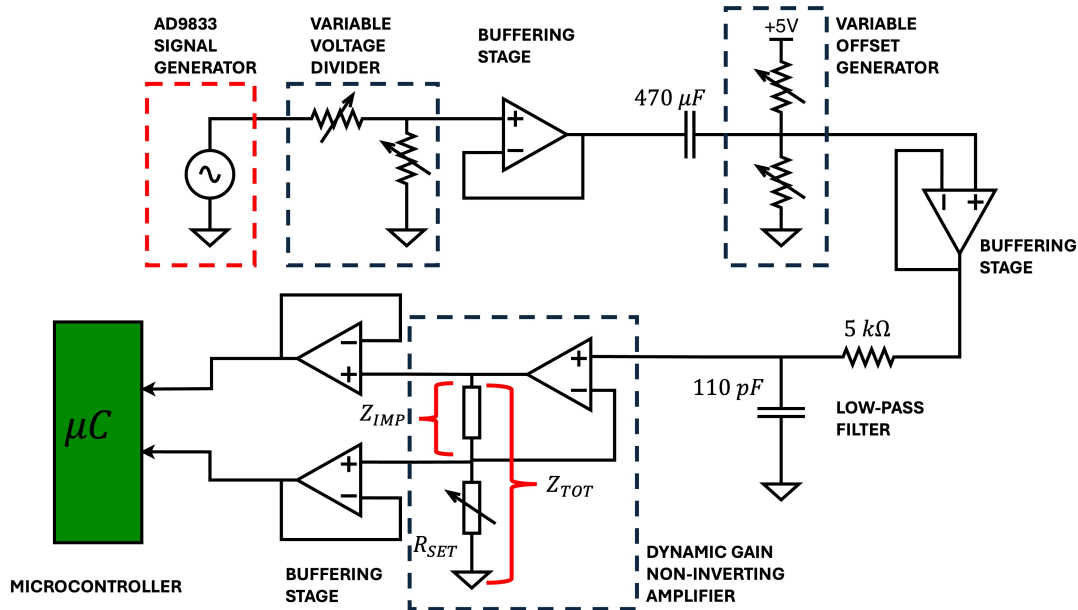 AD9833
SIGNAL
GENERATOR
VARIABLE
VOLTAGE
DIVIDER
BUFFERING
STAGE
470 μF
+5V
VARIABLE
OFFSET
GENERATOR
+
−
−
+
BUFFERING
STAGE
5 kΩ
110 pF
LOW-PASS
FILTER
+
−
−
+
+
−
Z_IMP
Z_TOT
R_SET
μC
MICROCONTROLLER
BUFFERING
STAGE
DYNAMIC GAIN
NON-INVERTING
AMPLIFIER